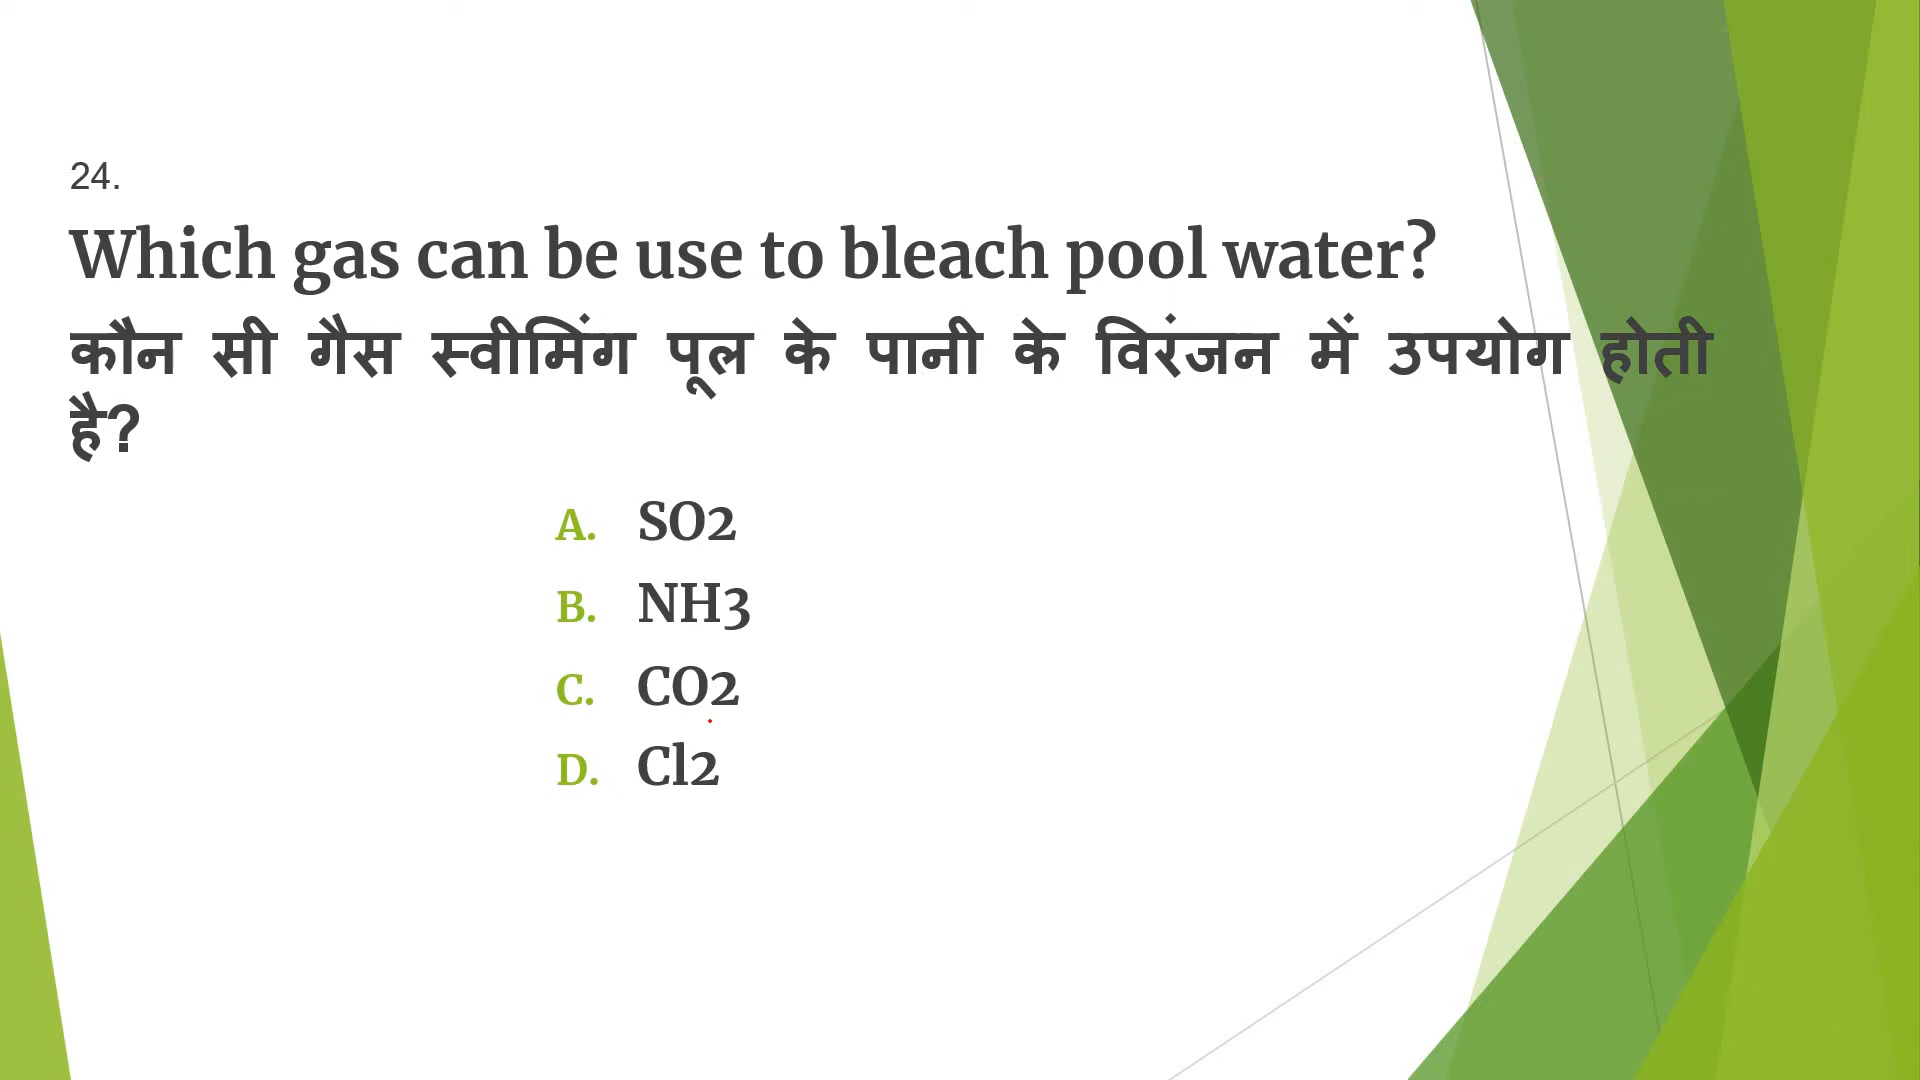 24.
Which gas can be use to bleach pool water?
कौन सी गैस स्वीमिंग पूल के पानी के विरंजन में उपयोग होती
है?
A. SO2
B. NH3
C. CO2
D. Cl2